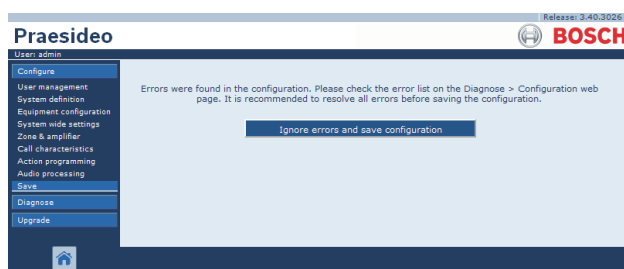 Release: 3.40.3026
Praesideo
BOSCH
User: admin
Configure
User management
System definition
Equipment configuration
System wide settings
Zone & amplifier
Call characteristics
Action programming
Audio processing
Save
Diagnose
Upgrade
Errors were found in the configuration. Please check the error list on the Diagnose > Configuration web
page. It is recommended to resolve all errors before saving the configuration.
Ignore errors and save configuration